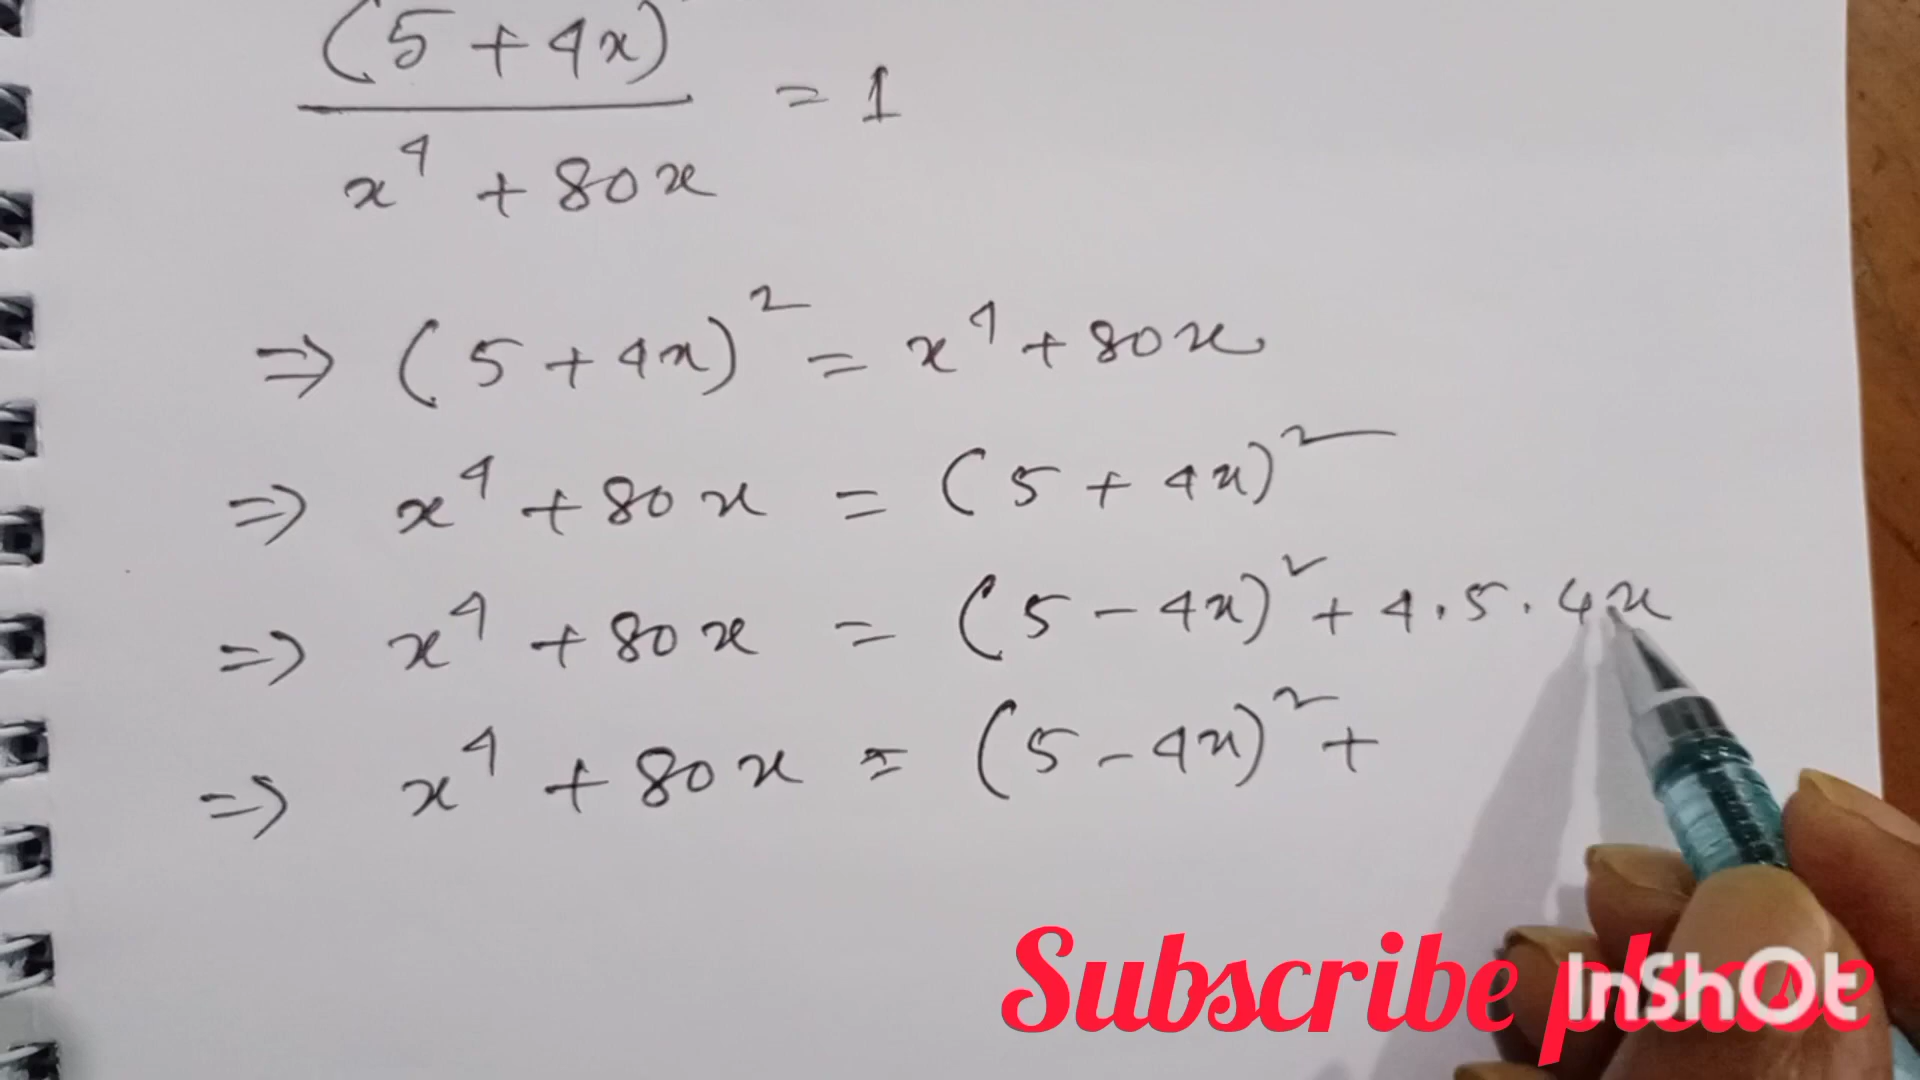 (5 + 4x)
= 1
x⁴ + 80x
⇒ (5 + 4x)² = x⁴ + 80x
⇒ x⁴ + 80x = (5 + 4x)²
⇒ x⁴ + 80x = (5 - 4x)² + 4.5.4x
⇒ x⁴ + 80x = (5 - 4x)² +
Subscribe please
InShOt